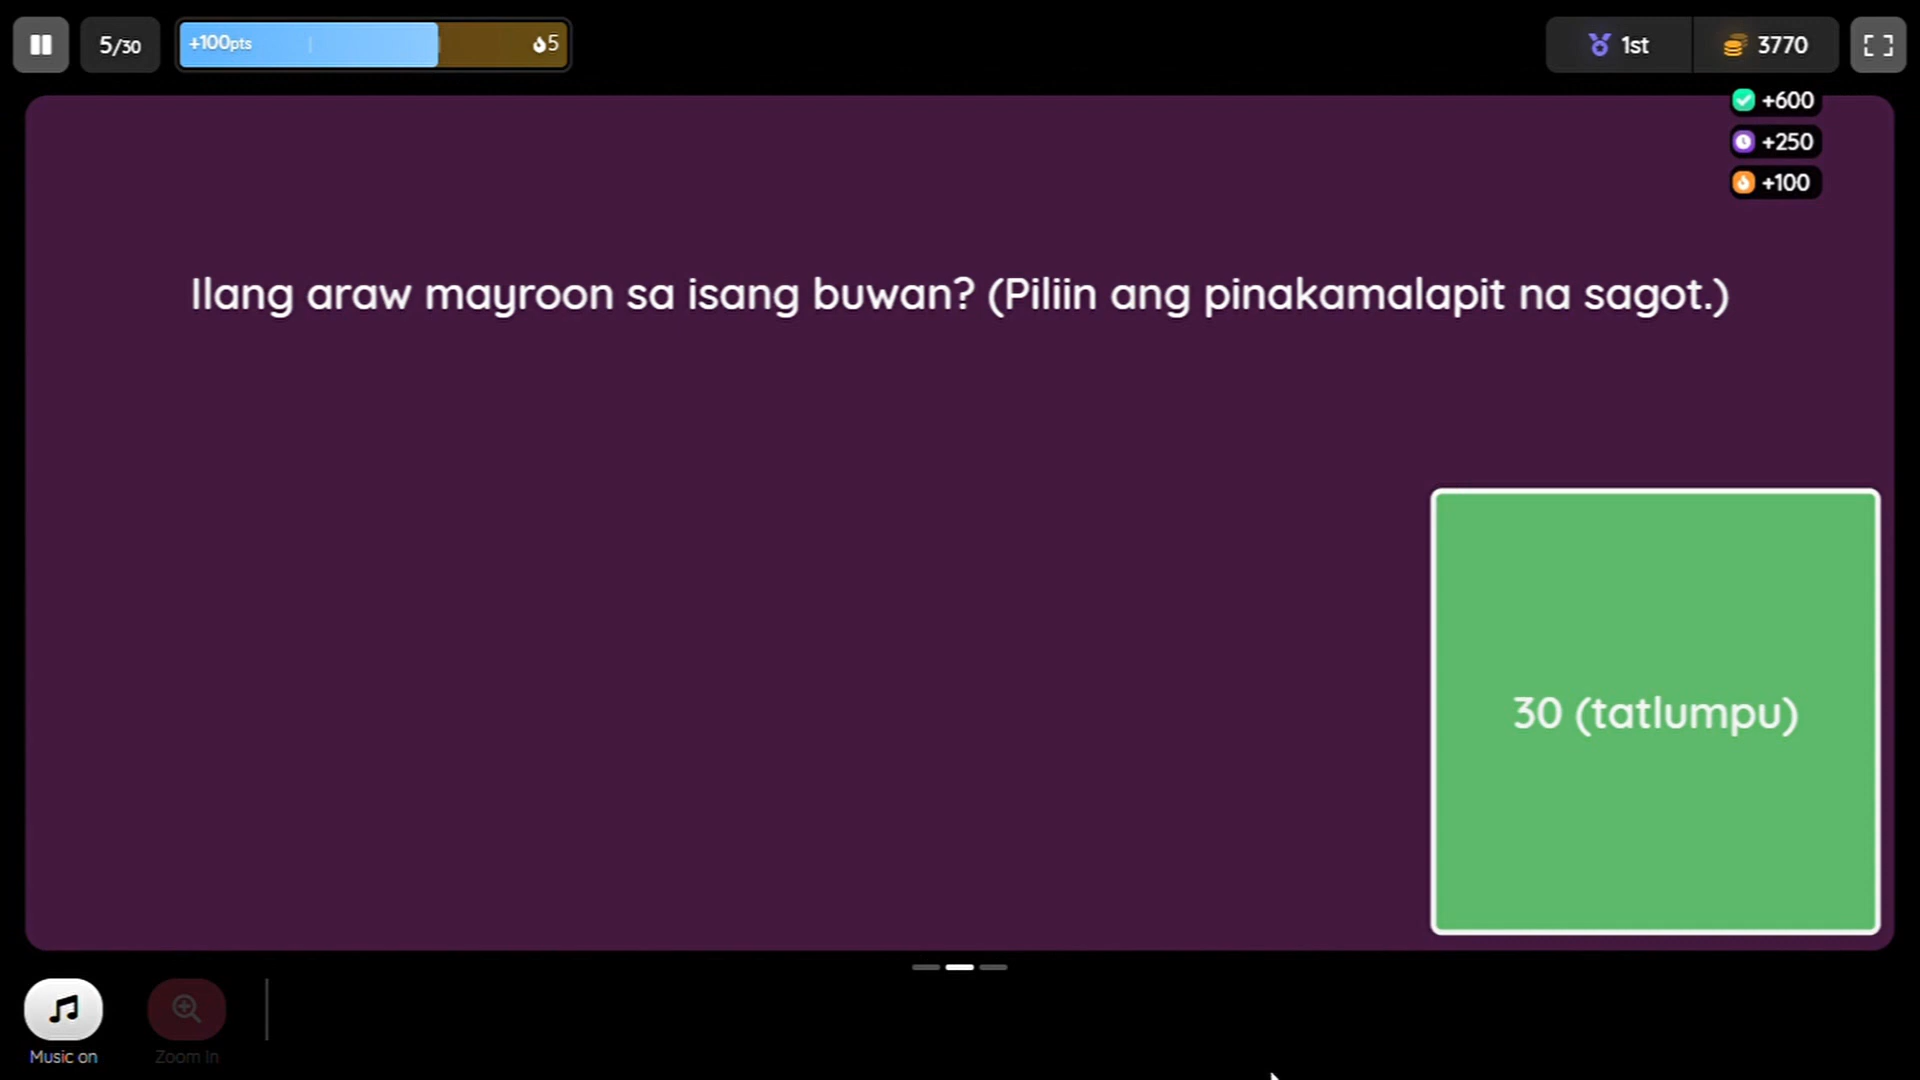 5/30
+100pts
5
1st
3770
+600
+250
+100
Ilang araw mayroon sa isang buwan? (Piliin ang pinakamalapit na sagot.)
30 (tatlumpu)
Music on
Zoom In